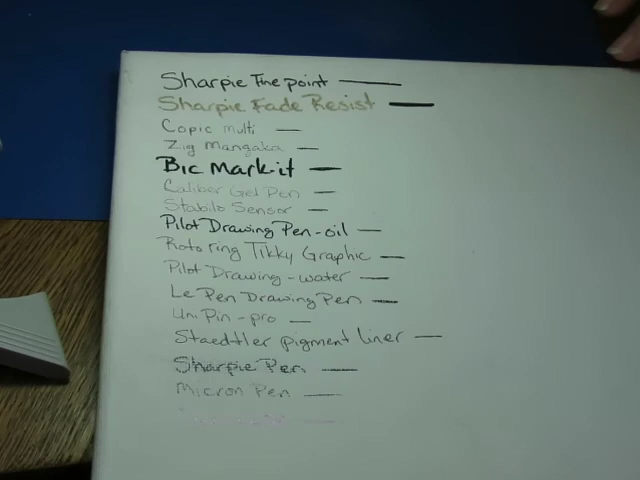 Sharpie Fine point
Sharpie Fade Resist
Copic multi
Zig Mangaka
Bic Mark-it
Caliber Gel Pen
Stabilo Sensor
Pilot Drawing Pen-oil
Rotoring Tikky Graphic
Pilot Drawing - water
Le Pen Drawing Pen
Uni Pin - pro
Staedtler pigment liner
Sharpie Pen
Micron Pen